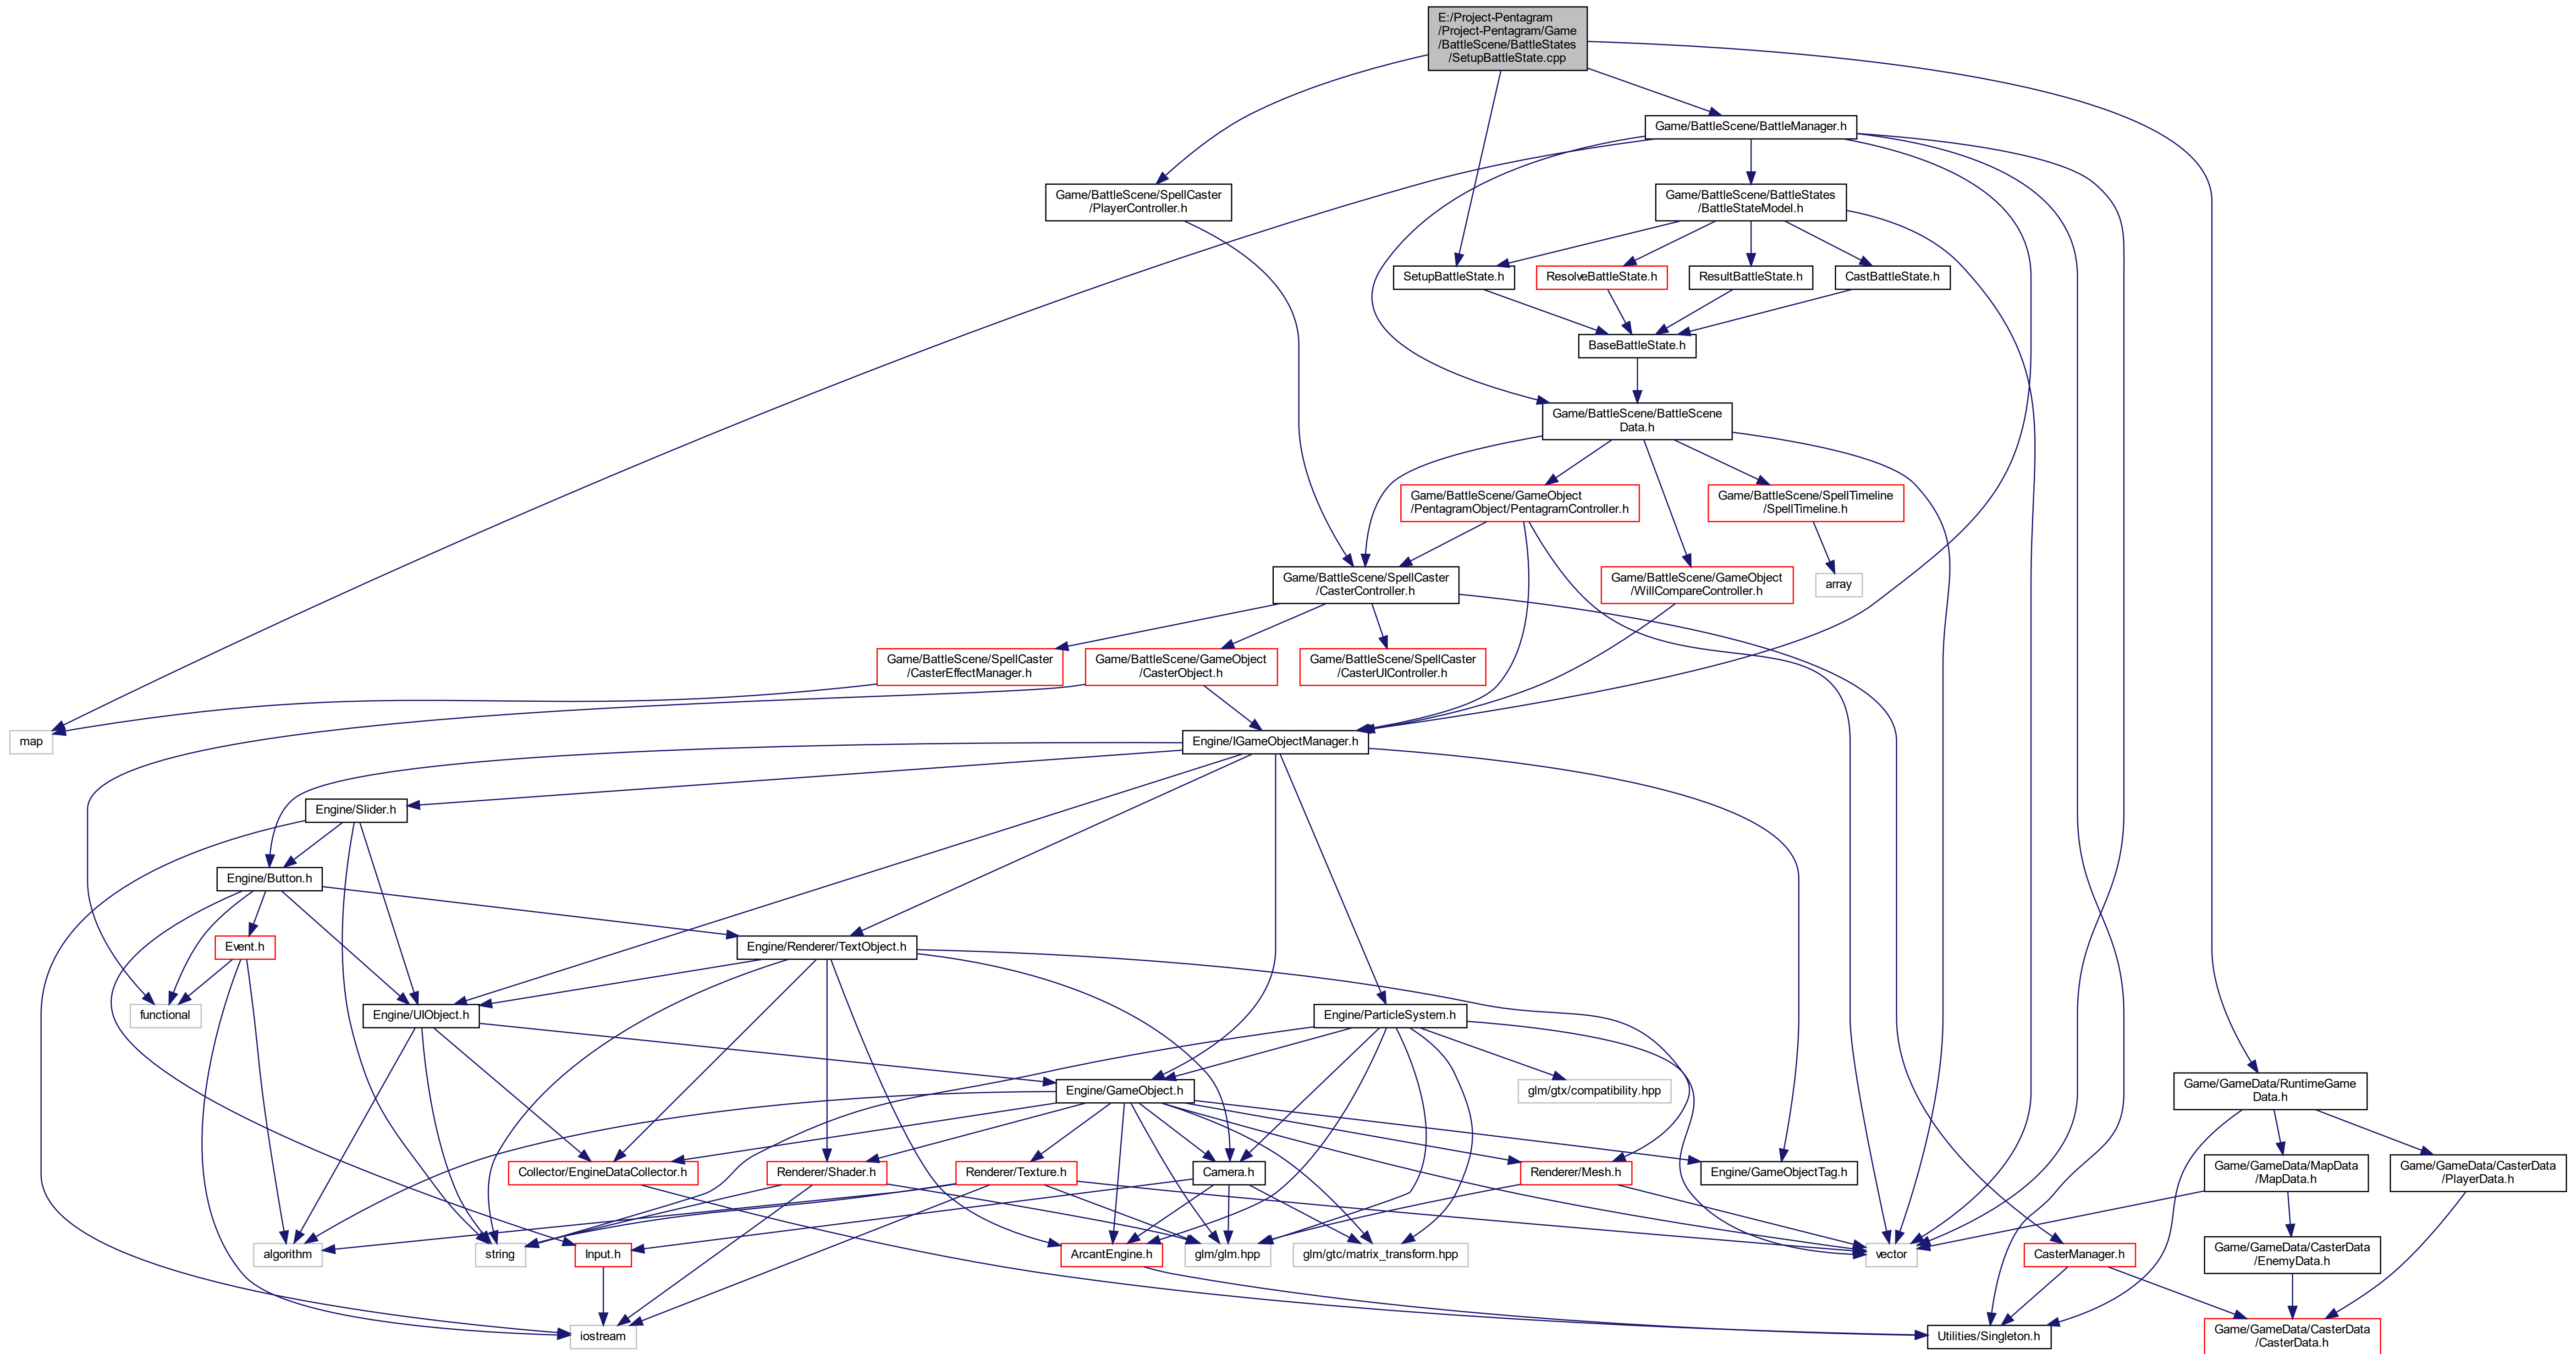 E:/Project-Pentagram
/Project-Pentagram/Game
/BattleScene/BattleStates
/SetupBattleState.cpp
Game/BattleScene/BattleManager.h
Game/BattleScene/SpellCaster
/PlayerController.h
Game/BattleScene/BattleStates
/BattleStateModel.h
SetupBattleState.h
ResolveBattleState.h
ResultBattleState.h
CastBattleState.h
BaseBattleState.h
Game/BattleScene/BattleScene
Data.h
Game/BattleScene/GameObject
/PentagramObject/PentagramController.h
Game/BattleScene/SpellTimeline
/SpellTimeline.h
Game/BattleScene/SpellCaster
/CasterController.h
Game/BattleScene/GameObject
/WillCompareController.h
array
Game/BattleScene/SpellCaster
/CasterEffectManager.h
Game/BattleScene/GameObject
/CasterObject.h
Game/BattleScene/SpellCaster
/CasterUIController.h
map
Engine/IGameObjectManager.h
Engine/Slider.h
Engine/Button.h
Event.h
Engine/Renderer/TextObject.h
functional
Engine/UIObject.h
Engine/ParticleSystem.h
Engine/GameObject.h
glm/gtx/compatibility.hpp
Game/GameData/RuntimeGame
Data.h
Collector/EngineDataCollector.h
Renderer/Shader.h
Renderer/Texture.h
Camera.h
Renderer/Mesh.h
Engine/GameObjectTag.h
Game/GameData/MapData
/MapData.h
Game/GameData/CasterData
/PlayerData.h
algorithm
string
Input.h
ArcantEngine.h
glm/glm.hpp
glm/gtc/matrix_transform.hpp
vector
CasterManager.h
Game/GameData/CasterData
/EnemyData.h
iostream
Utilities/Singleton.h
Game/GameData/CasterData
/CasterData.h